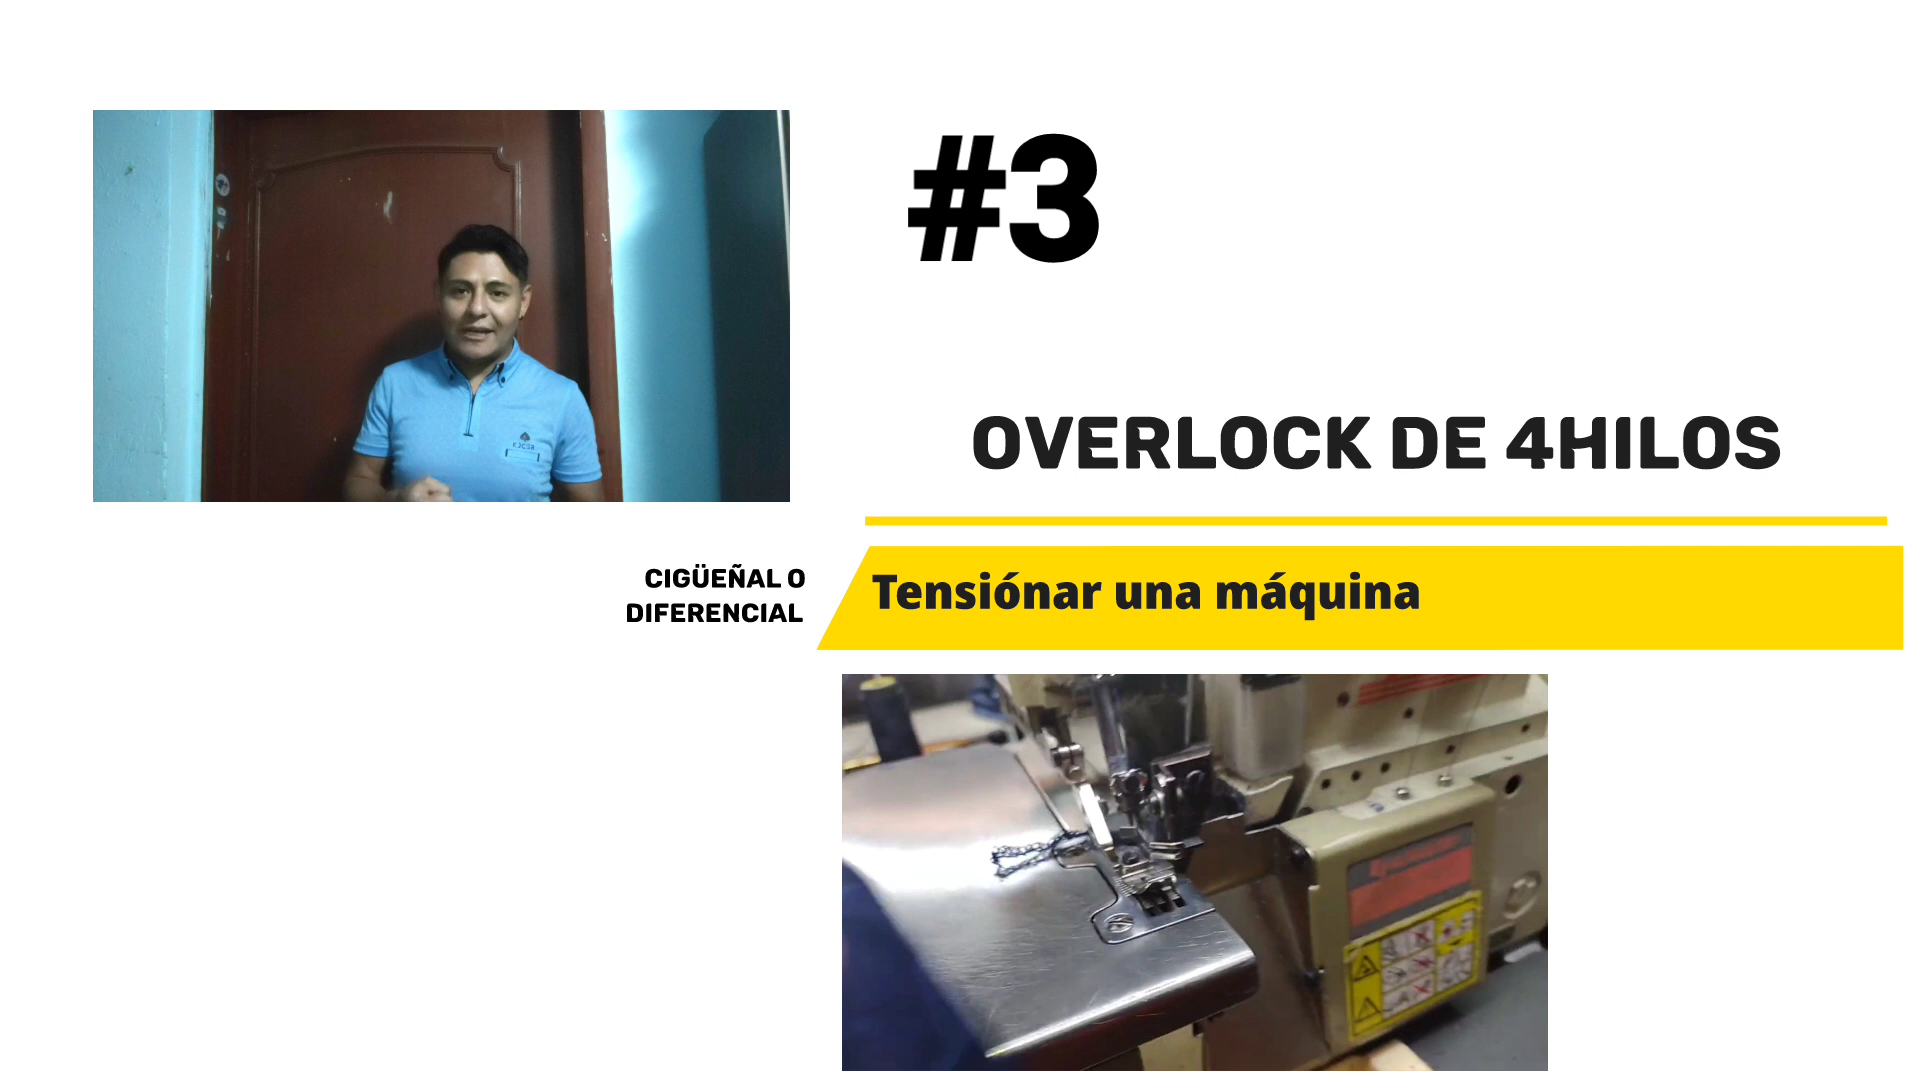 #3
OVERLOCK DE 4HILOS
CIGÜEÑAL O
DIFERENCIAL
Tensiónar una máquina